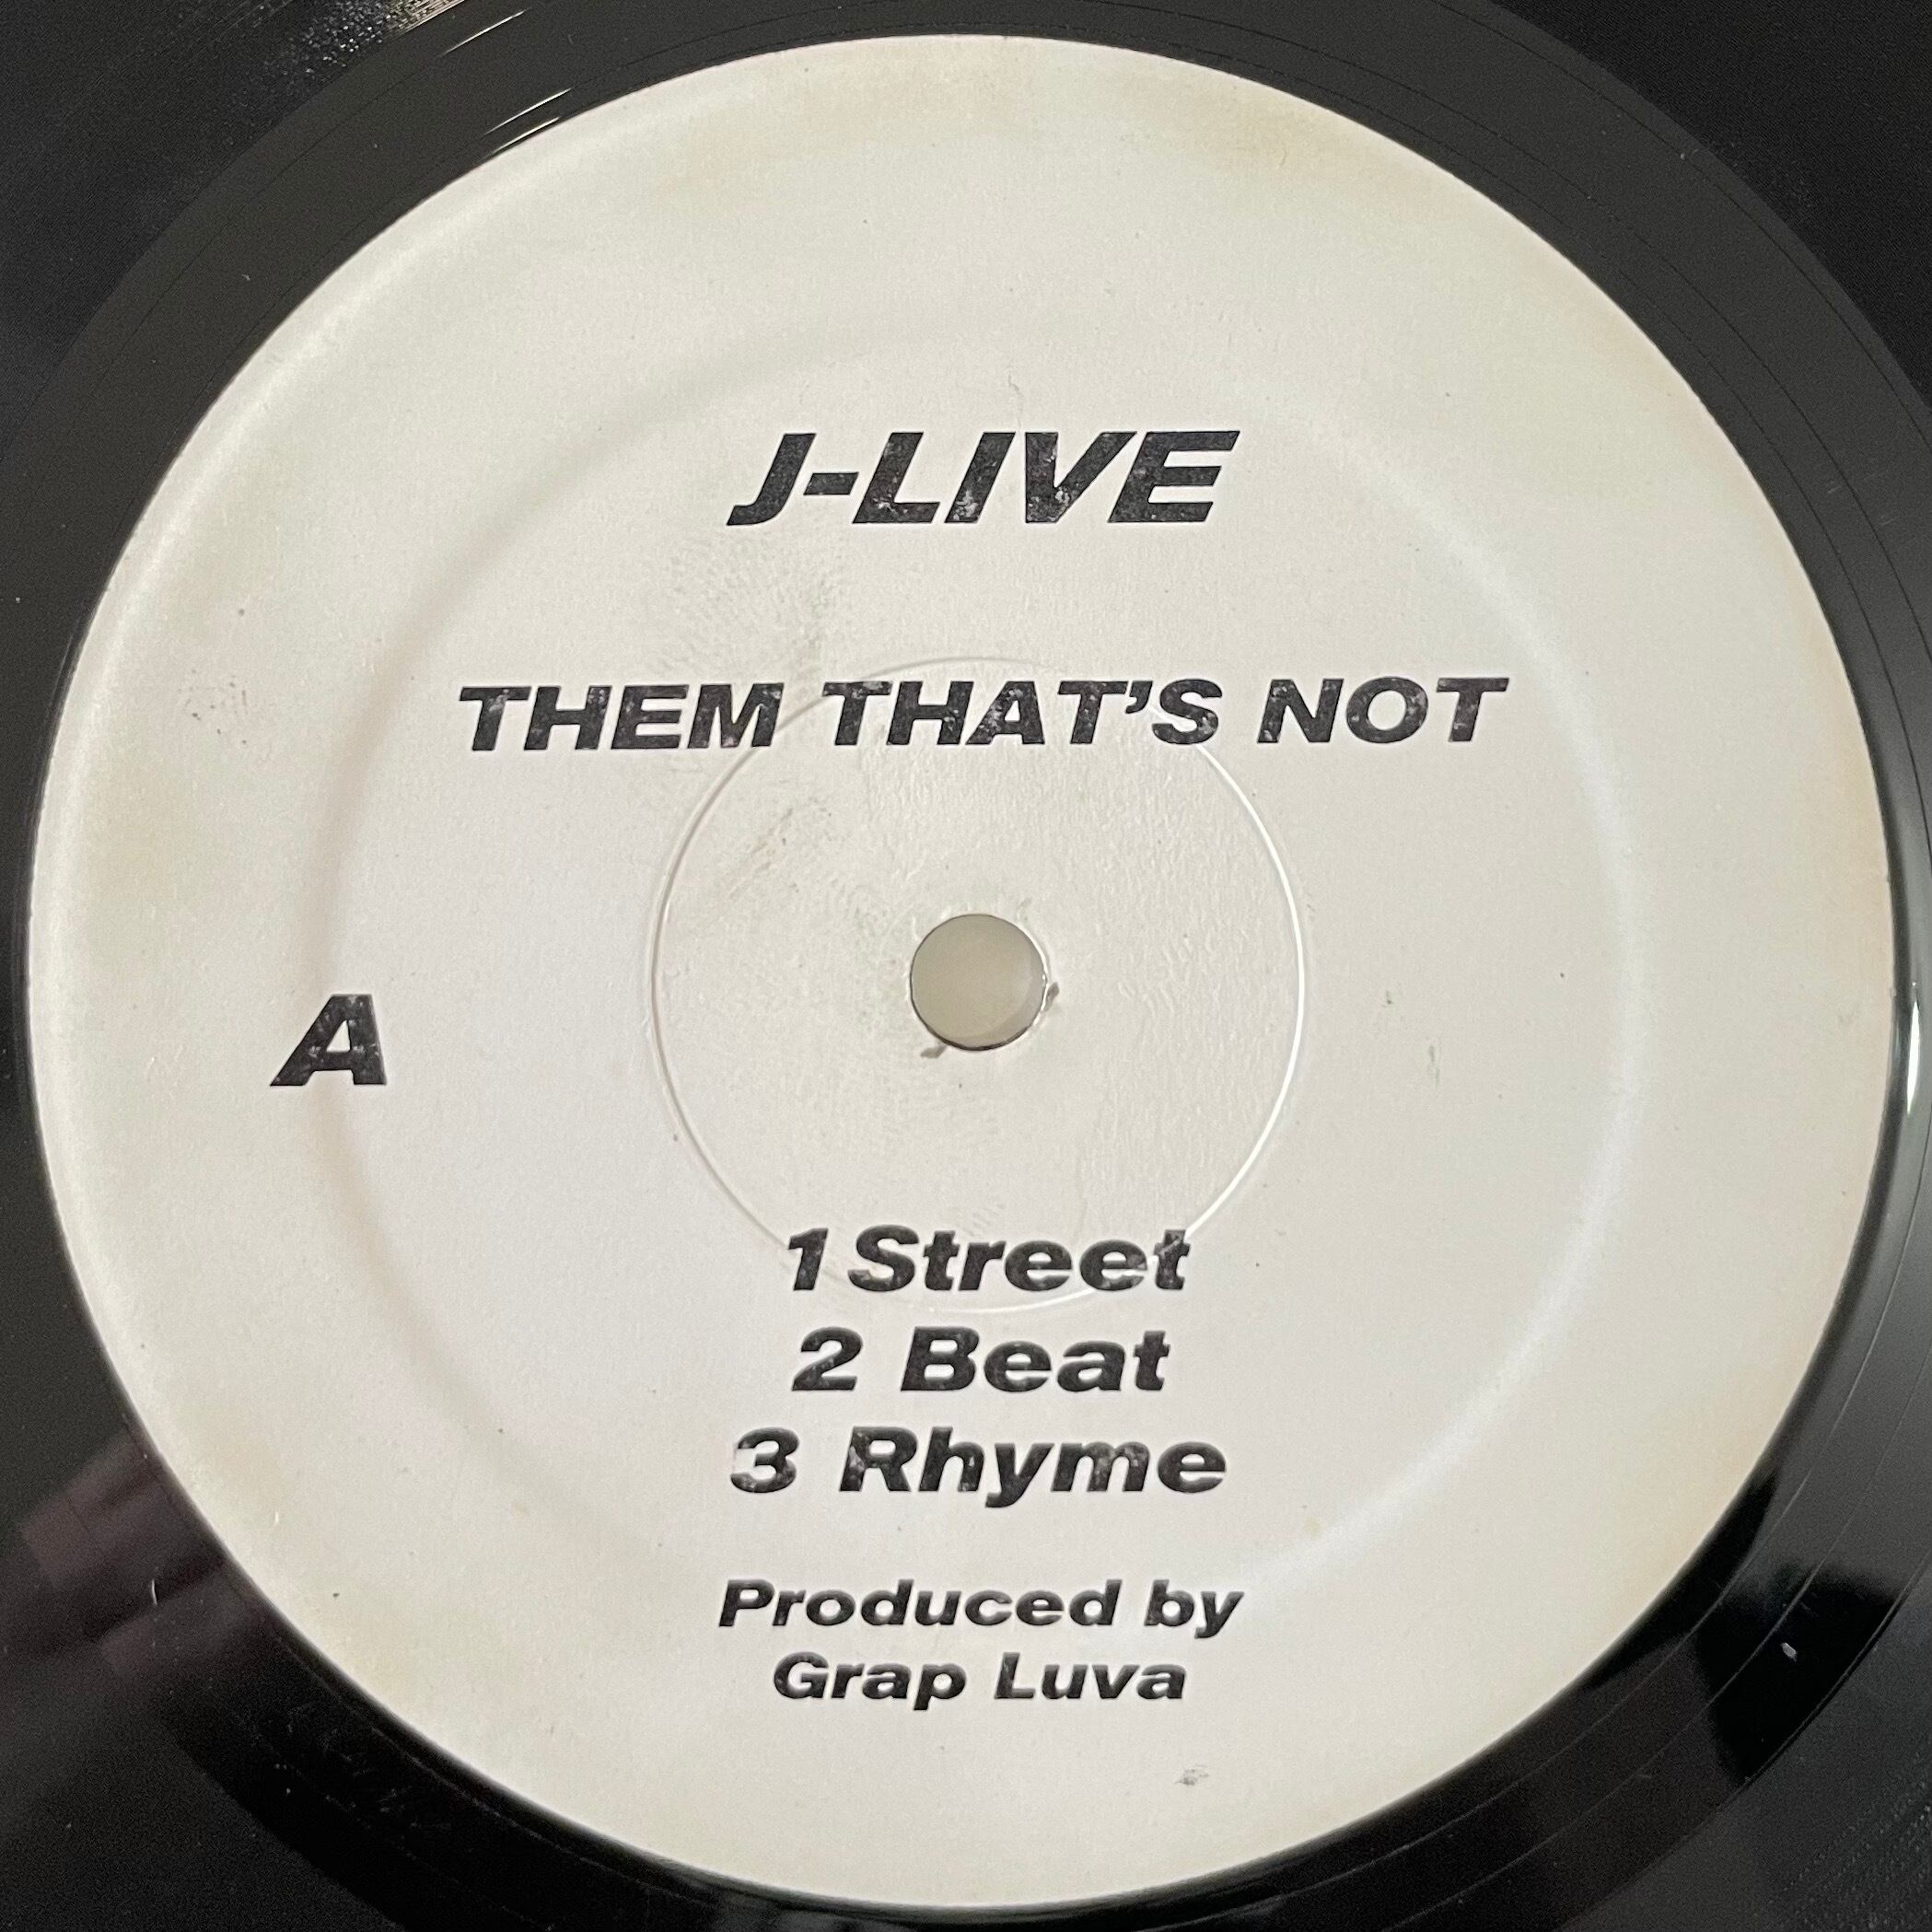 J-LIVE
THEM THAT'S NOT
A
1 Street
2 Beat
3 Rhyme
Produced by
Grap Luva